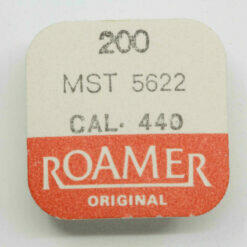 200
MST 5622
CAL. 440
ROAMER
ORIGINAL